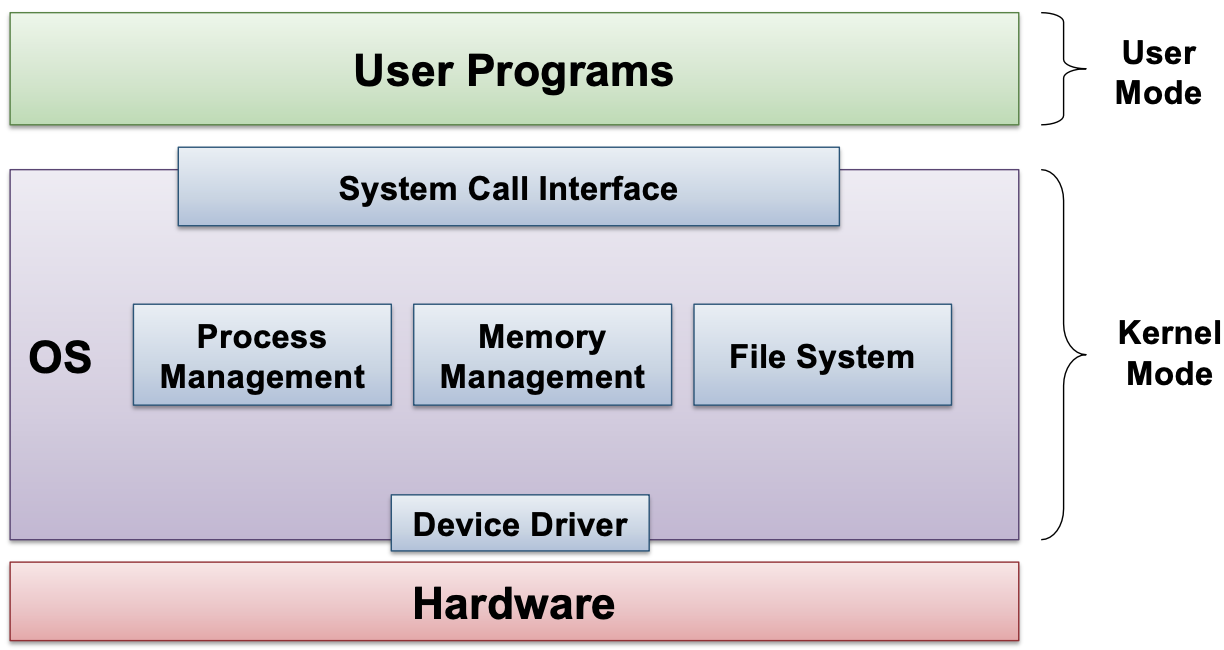 User Programs
User
Mode
System Call Interface
OS
Process
Management
Memory
Management
File System
Kernel
Mode
Device Driver
Hardware